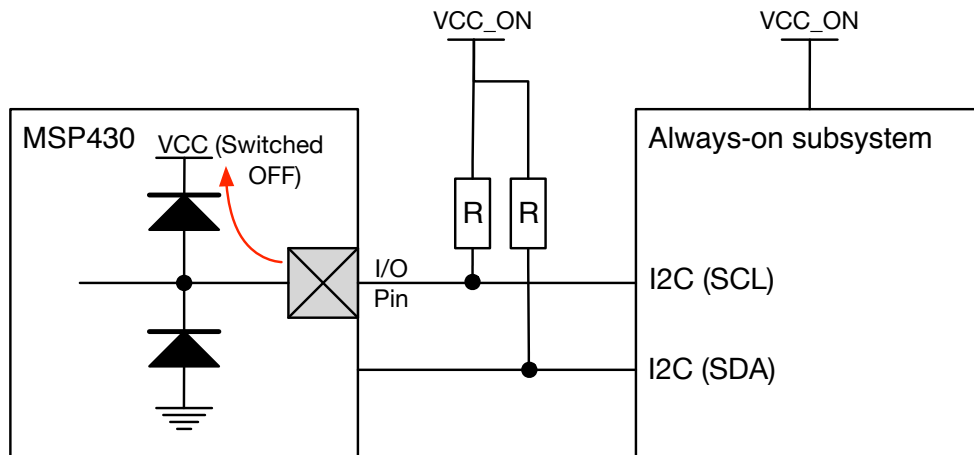 VCC_ON
VCC_ON
MSP430
VCC (Switched
OFF)
Always-on subsystem
R
R
I/O
Pin
I2C (SCL)
I2C (SDA)